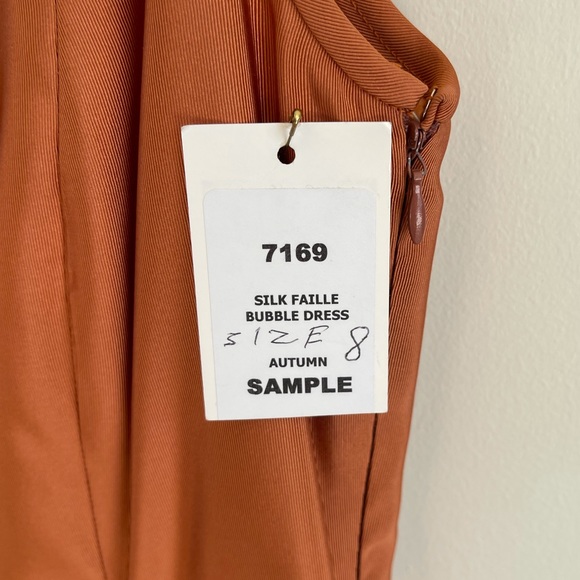 7169
SILK FAILLE
BUBBLE DRESS
SIZE 8
AUTUMN
SAMPLE